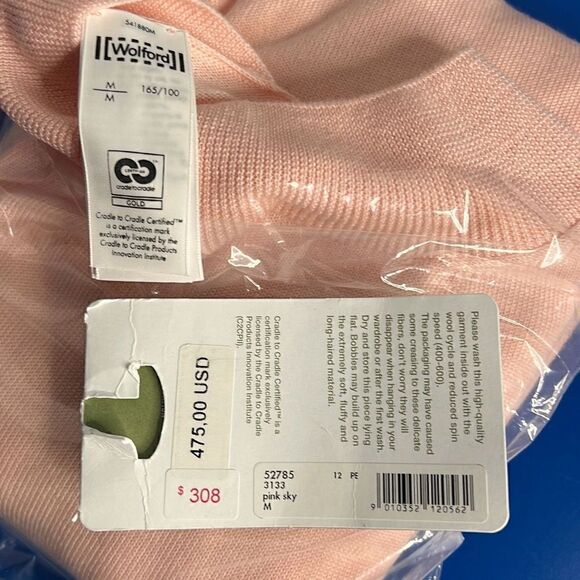 541880M
Wolford
M
M
165/100
CERTIFIED
cradletocradle
GOLD
Cradle to Cradle Certified™
is a certification mark
exclusively licensed by the
Cradle to Cradle Products
Innovation Institute
Please wash this high-quality
garment inside out with the
wool cycle and reduced spin
speed (400-600).
The packaging may have caused
some creasing to these delicate
fibers, don't worry they will
disappear when hanging in your
wardrobe or after the first wash.
Dry and store this piece lying
flat. Bobbles may build up on
the extremely soft, fluffy and
long-haired material.
Cradle to Cradle Certified™ is a
certification mark exclusively
licensed by the Cradle to Cradle
Products Innovation Institute
(C2CPII).
475,00 USD
$ 308
52785
3133
pink sky
M
12 PE
9 010352 120562